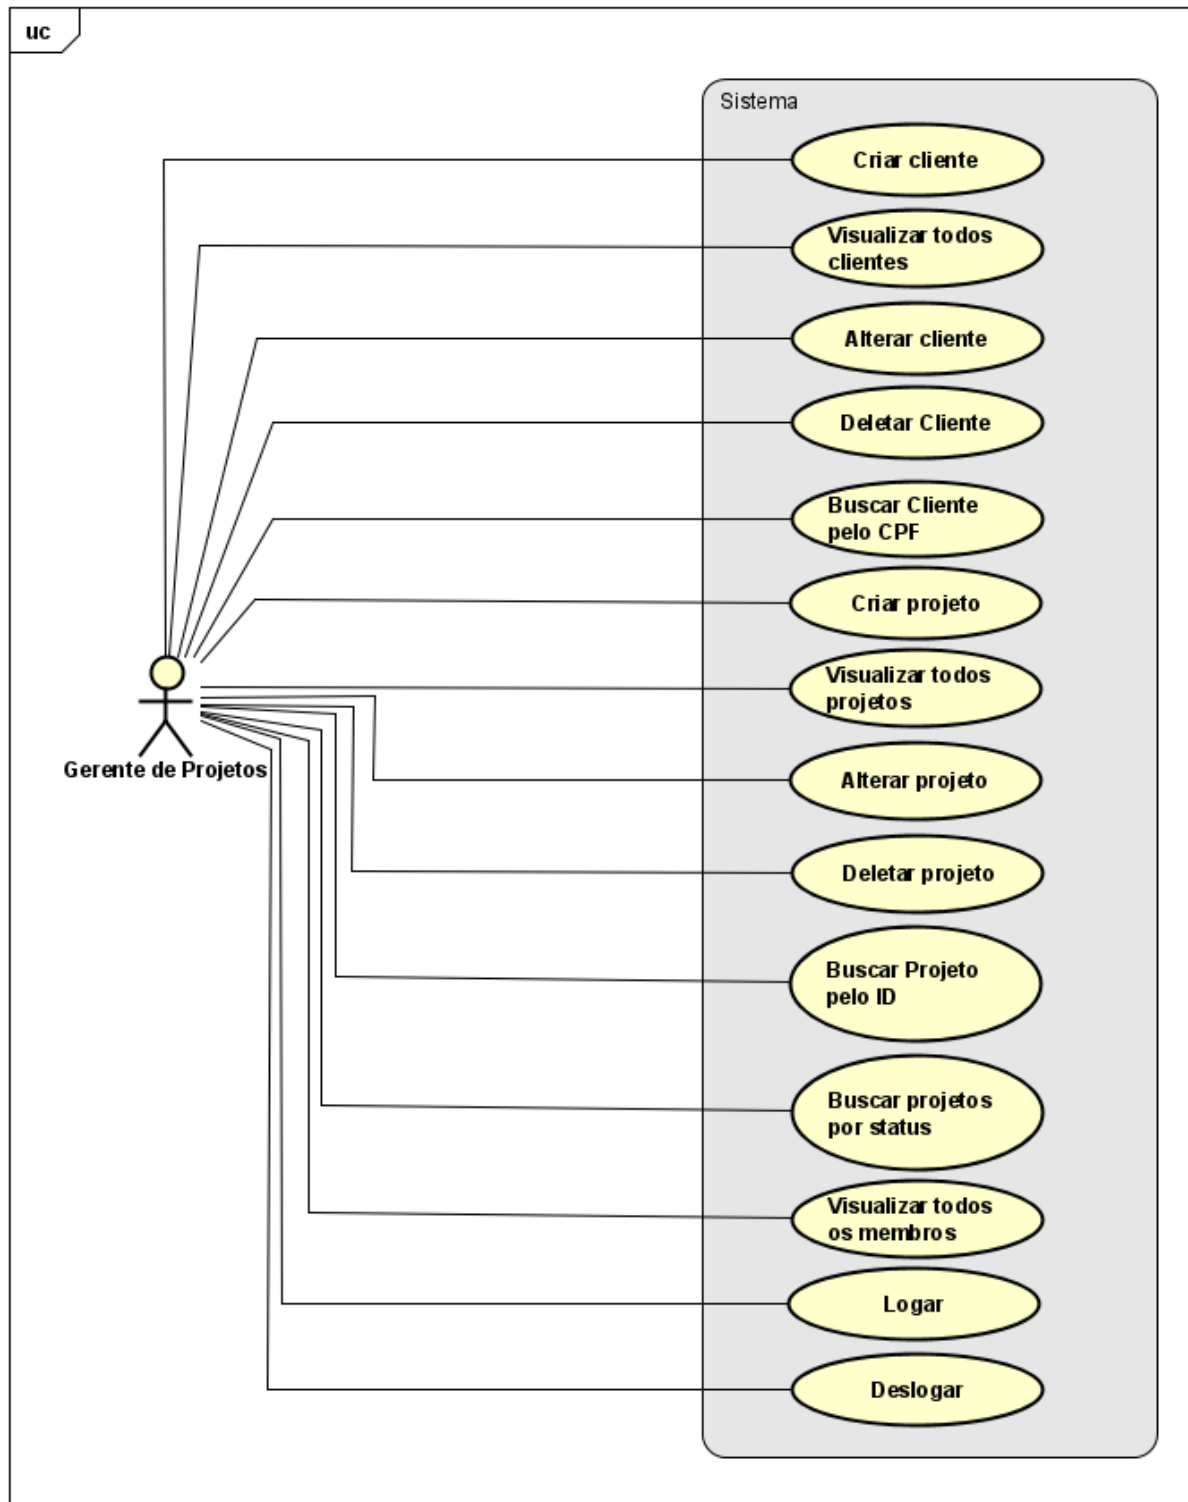 uc
Sistema
Criar cliente
Visualizar todos
clientes
Alterar cliente
Deletar Cliente
Buscar Cliente
pelo CPF
Criar projeto
Visualizar todos
projetos
Gerente de Projetos
Alterar projeto
Deletar projeto
Buscar Projeto
pelo ID
Buscar projetos
por status
Visualizar todos
os membros
Logar
Deslogar